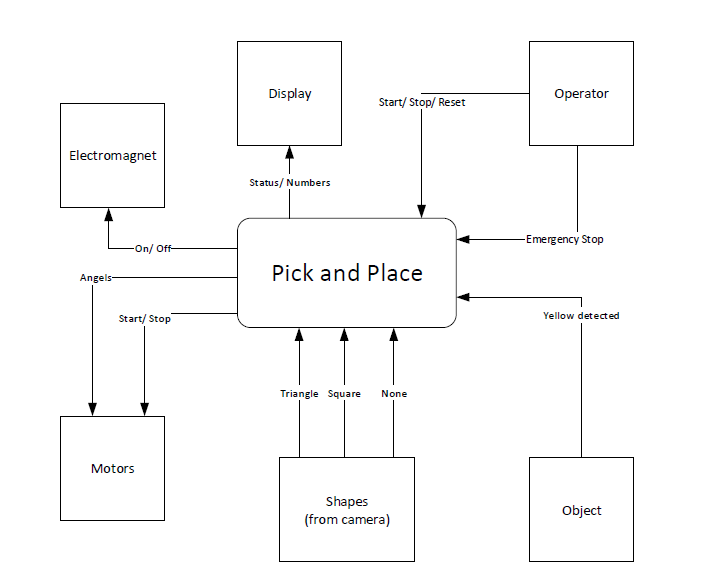 Display
Operator
Start/ Stop/ Reset
Electromagnet
Status/ Numbers
Emergency Stop
On/ Off
Pick and Place
Angels
Yellow detected
Start/ Stop
Triangle
Square
None
Motors
Shapes
(from camera)
Object